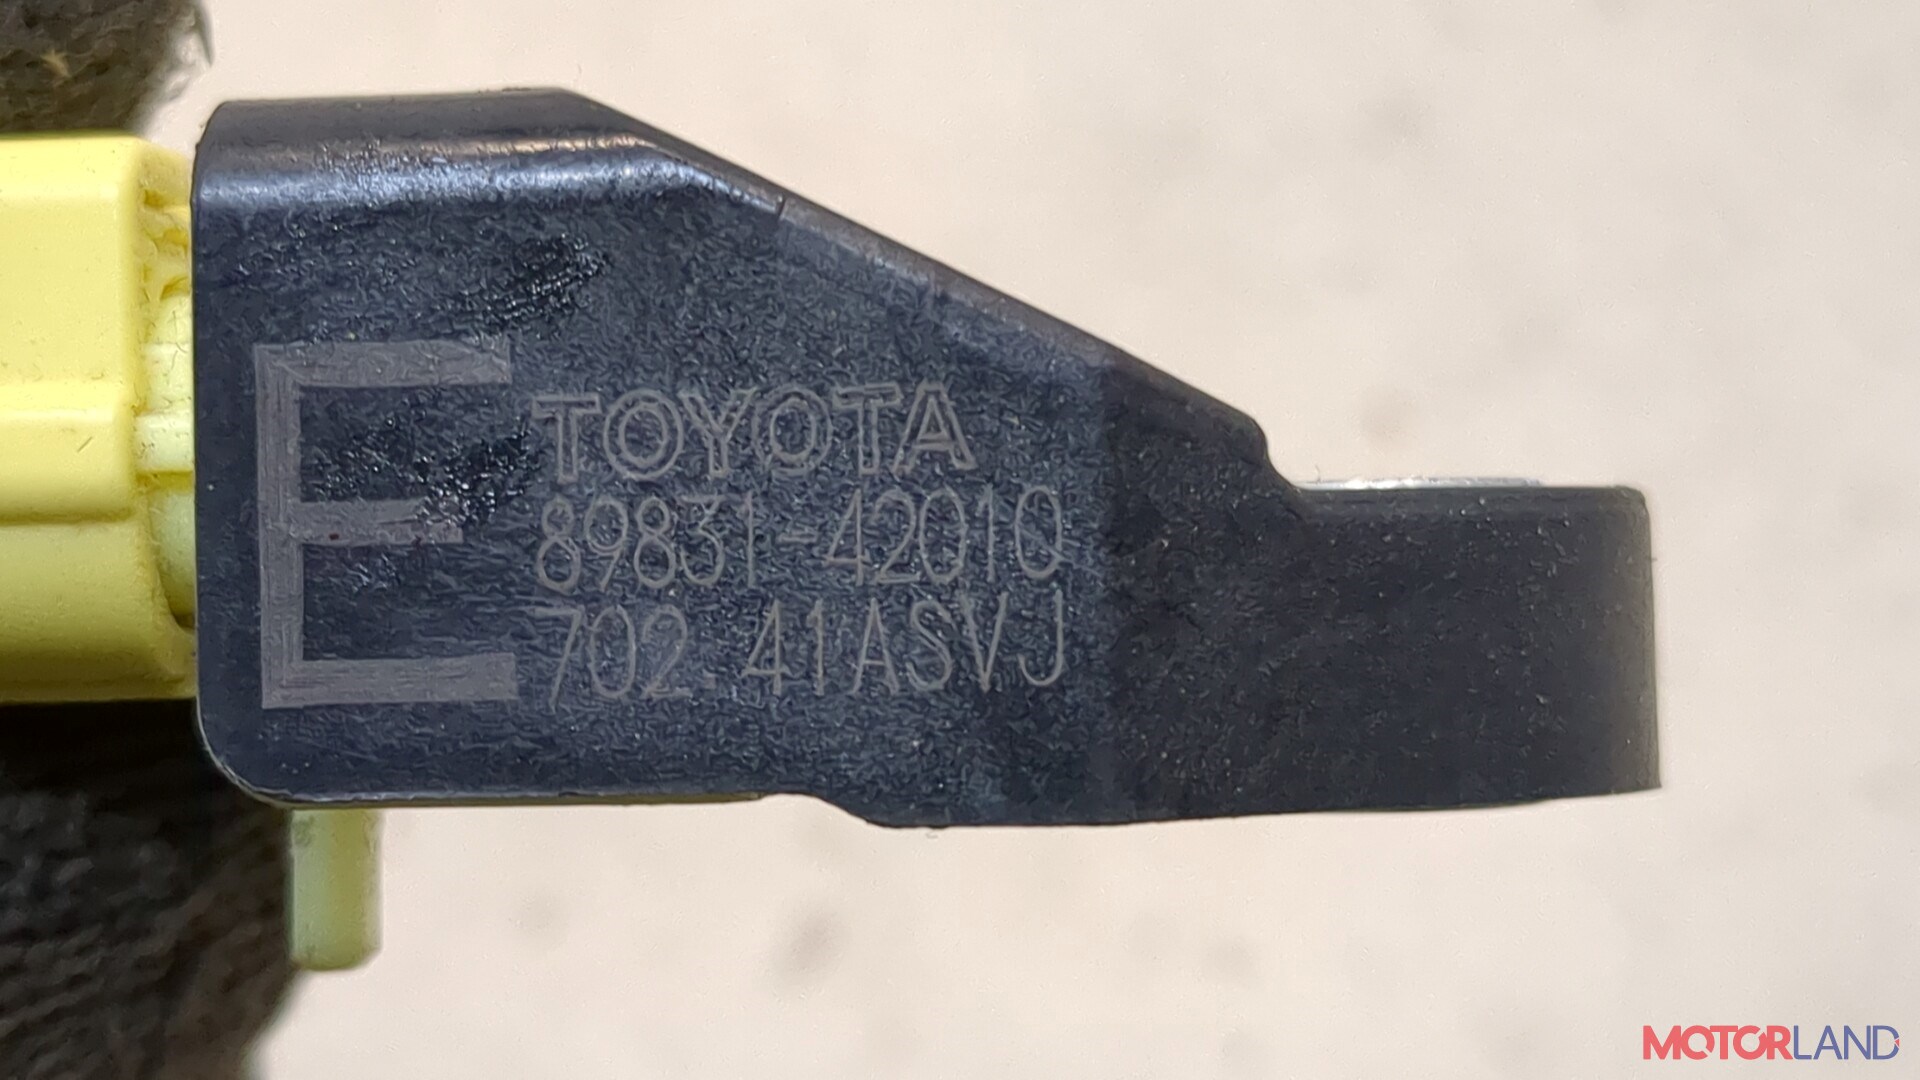 E
TOYOTA
89831-42010
702.41ASVJ
MOTORLAND